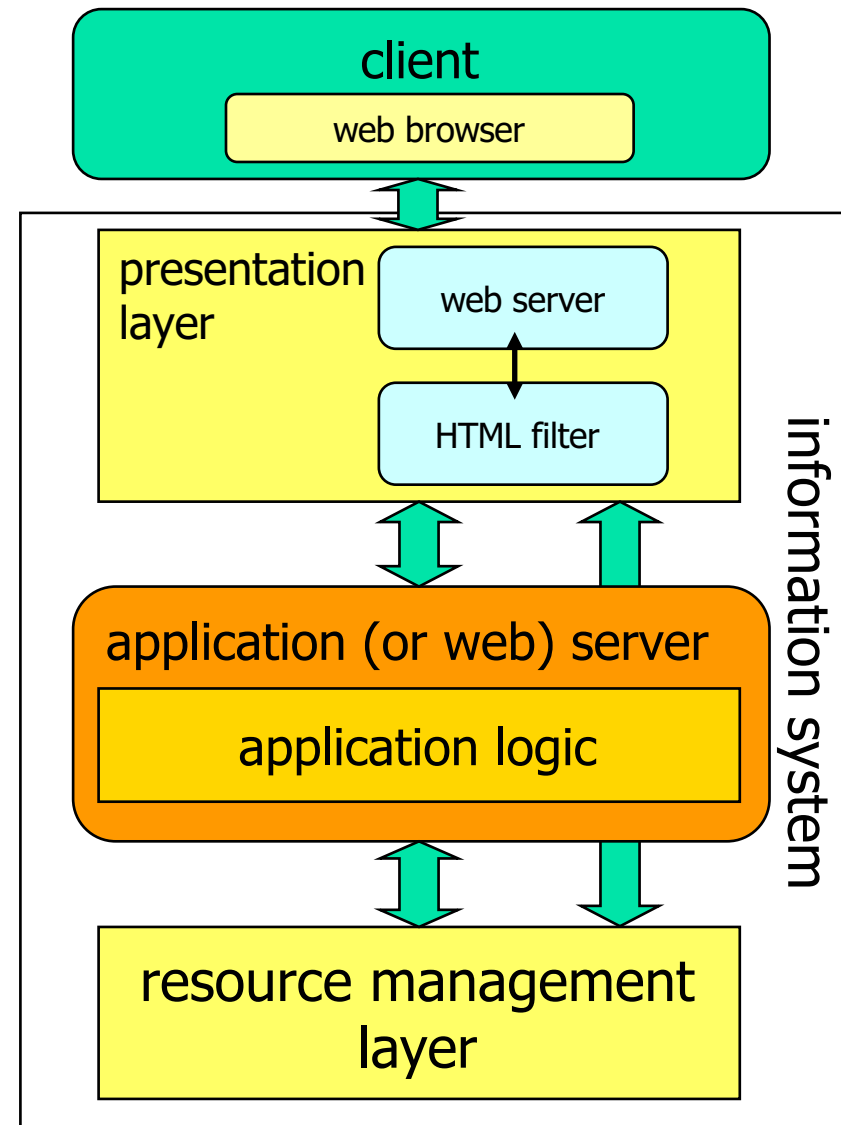 client
web browser
presentation
layer
web server
HTML filter
information system
application (or web) server
application logic
resource management
layer